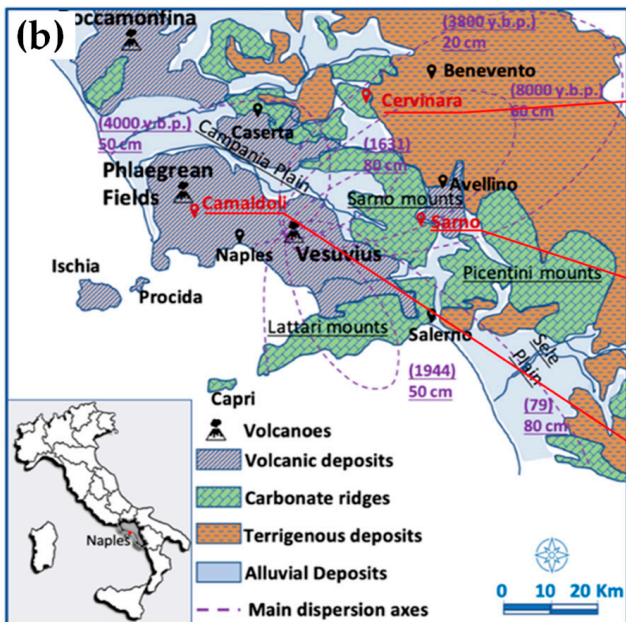 (b)
Roccamonfina
(3800 y.b.p.)
20 cm
Benevento
Cervinara
(8000 y.b.p.)
60 cm
(4000 y.b.p.)
50 cm
Caserta
Campania Plain
(1631)
80 cm
Phlaegrean
Fields
Avellino
Sarno mounts
Camaldoli
Sarno
Naples
Vesuvius
Ischia
Procida
Picentini mounts
Lattari mounts
Salerno
Sele
Plain
(1944)
50 cm
(79)
80 cm
Capri
Volcanoes
Volcanic deposits
Carbonate ridges
Terrigenous deposits
Alluvial Deposits
Main dispersion axes
Naples
0 10 20 Km